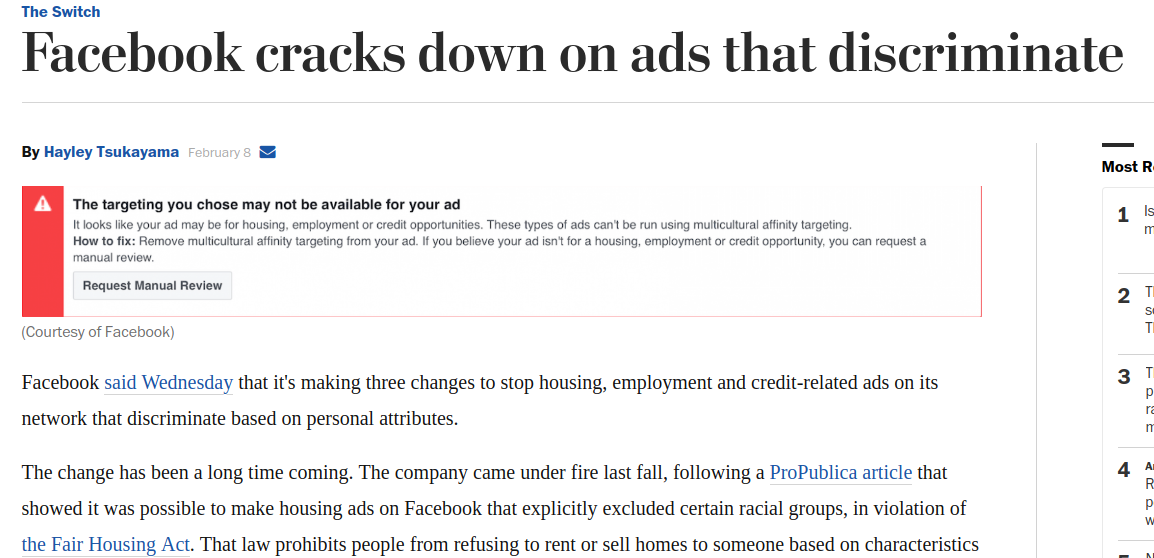 The Switch
Facebook cracks down on ads that discriminate
By Hayley Tsukayama February 8
The targeting you chose may not be available for your ad
It looks like your ad may be for housing, employment or credit opportunities. These types of ads can't be run using multicultural affinity targeting.
How to fix: Remove multicultural affinity targeting from your ad. If you believe your ad isn't for a housing, employment or credit opportunity, you can request a
manual review.
Request Manual Review
(Courtesy of Facebook)
Facebook said Wednesday that it's making three changes to stop housing, employment and credit-related ads on its
network that discriminate based on personal attributes.
The change has been a long time coming. The company came under fire last fall, following a ProPublica article that
showed it was possible to make housing ads on Facebook that explicitly excluded certain racial groups, in violation of
the Fair Housing Act. That law prohibits people from refusing to rent or sell homes to someone based on characteristics
Most
1
2
3
4